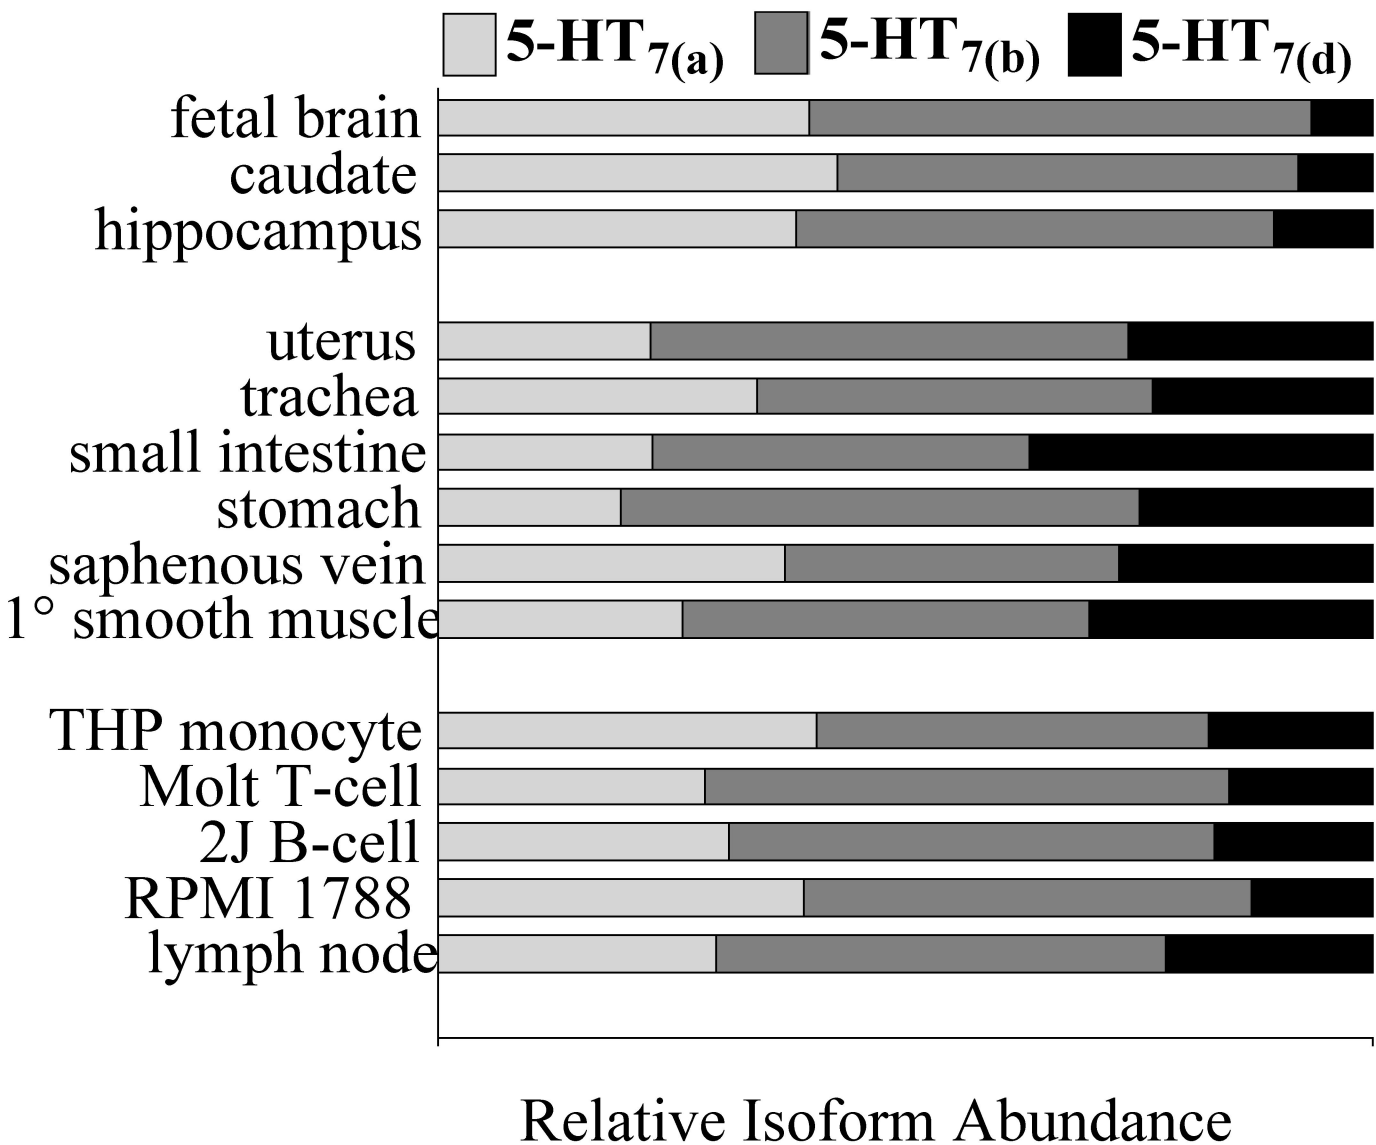 5-HT7(a) 5-HT7(b) 5-HT7(d)
fetal brain
caudate
hippocampus
uterus
trachea
small intestine
stomach
saphenous vein
1° smooth muscle
THP monocyte
Molt T-cell
2J B-cell
RPMI 1788
lymph node
Relative Isoform Abundance